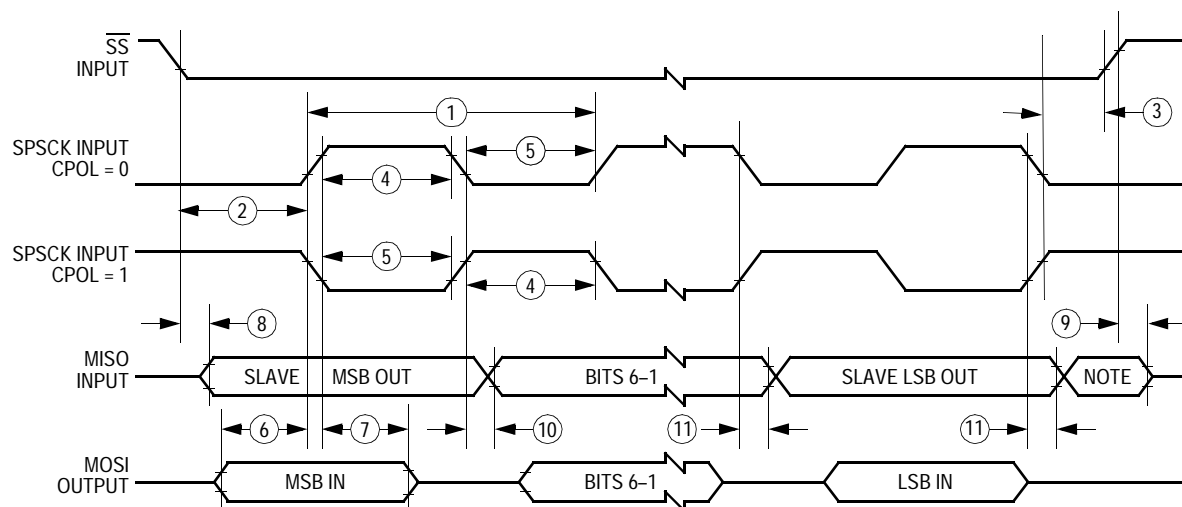 SS
INPUT
3
1
SPSCK INPUT
CPOL = 0
5
4
2
SPSCK INPUT
CPOL = 1
5
4
8
9
MISO
INPUT
SLAVE MSB OUT
BITS 6–1
SLAVE LSB OUT
NOTE
6
7
10
11
11
MOSI
OUTPUT
MSB IN
BITS 6–1
LSB IN